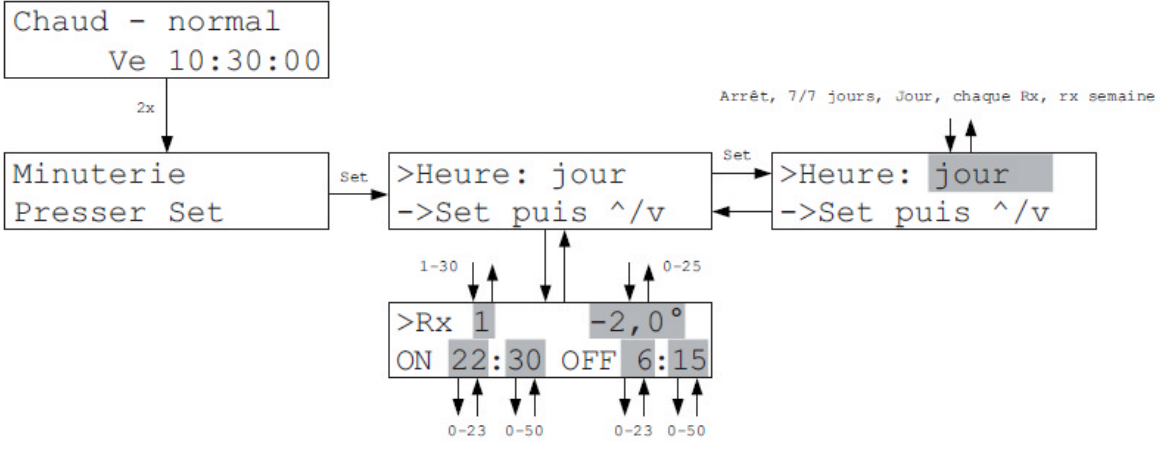 Chaud - normal
Ve 10:30:00
2x
Arrêt, 7/7 jours, Jour, chaque Rx, rx semaine
Minuterie
Presser Set
Set
>Heure: jour
->Set puis ^/v
Set
>Heure: jour
->Set puis ^/v
1-30
0-25
>Rx 1 -2,0°
ON 22:30 OFF 6:15
0-23 0-50 0-23 0-50